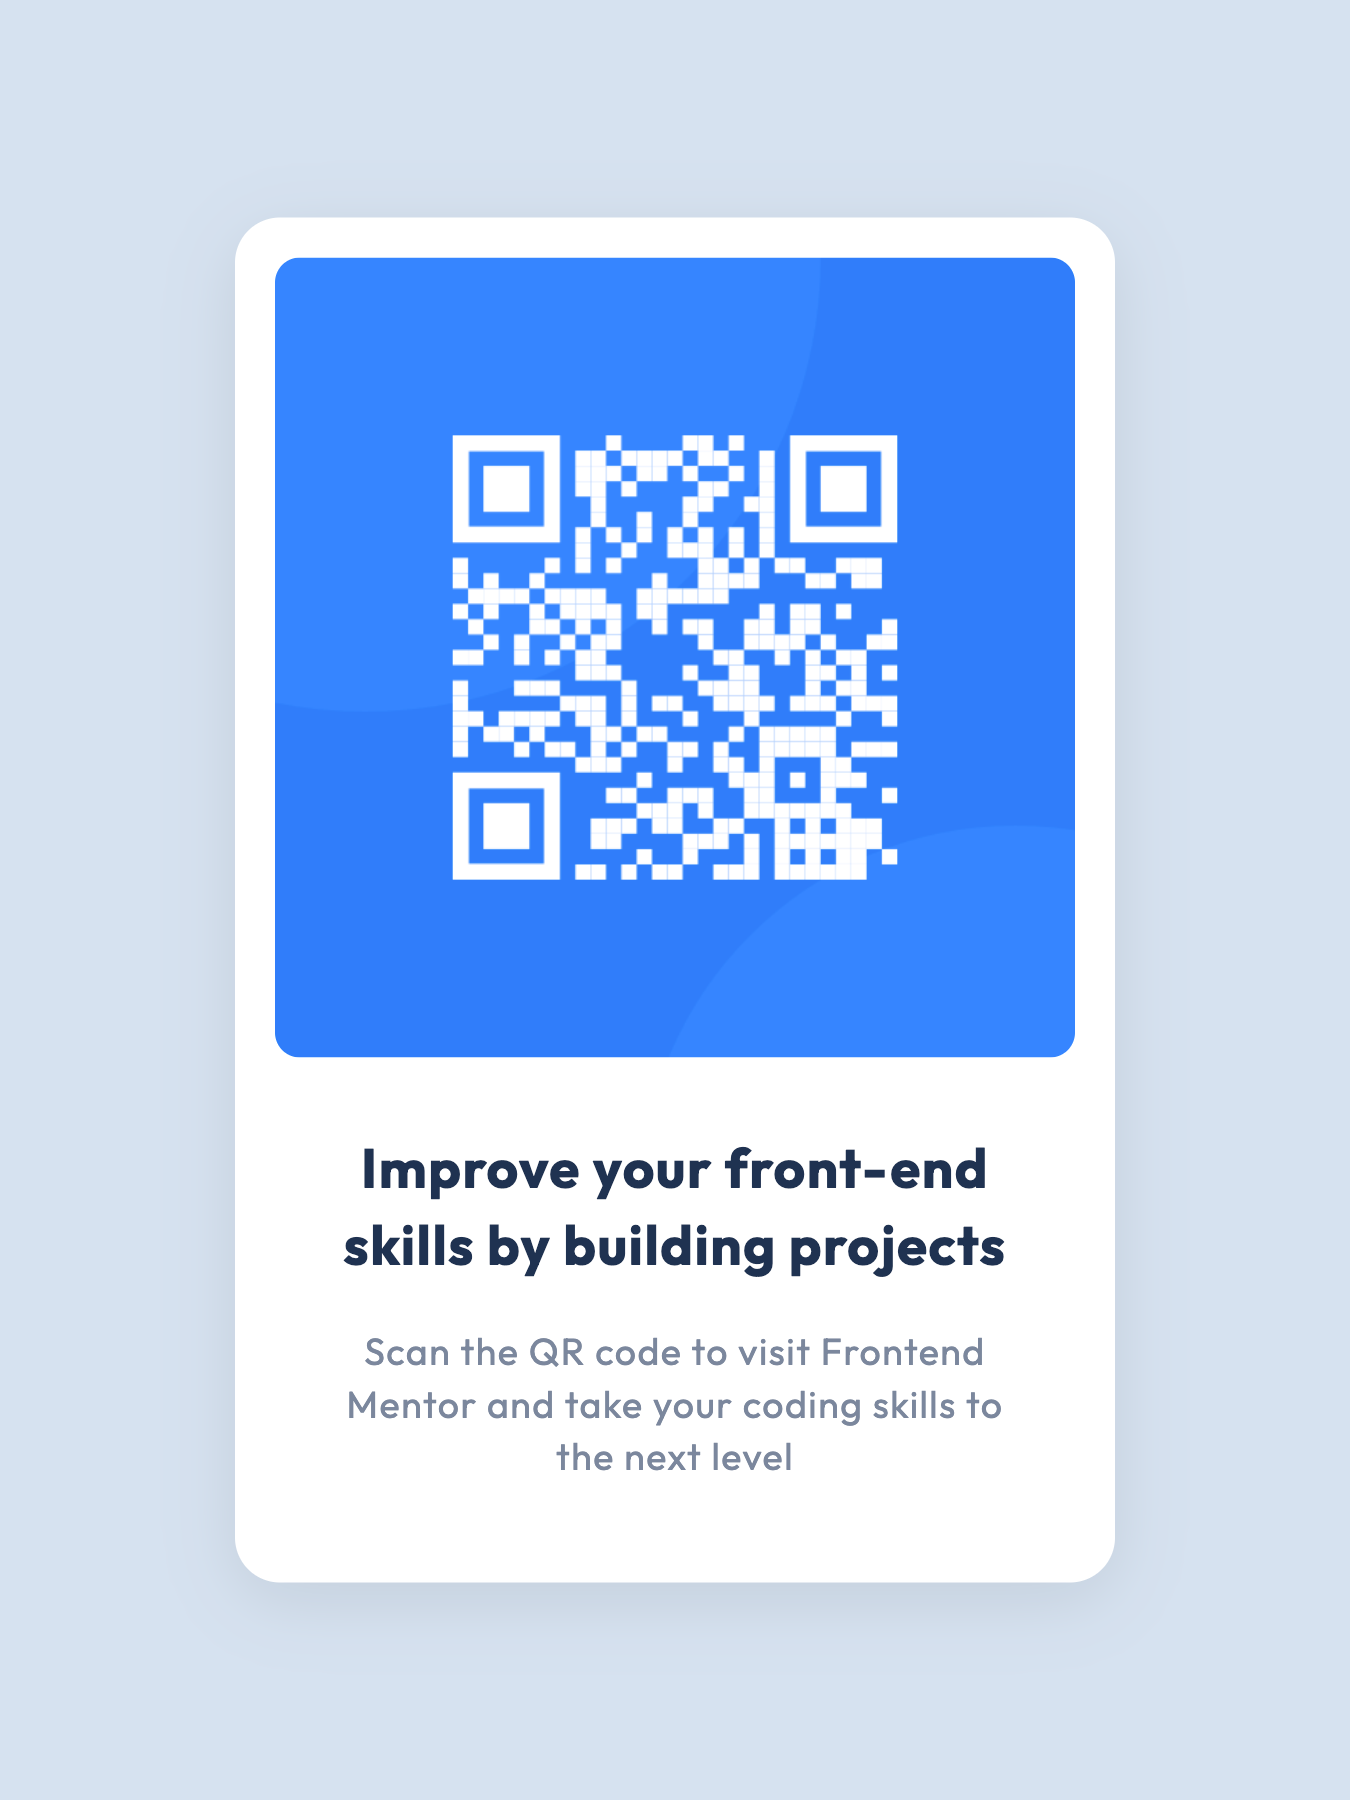 Improve your front-end
skills by building projects
Scan the QR code to visit Frontend
Mentor and take your coding skills to
the next level